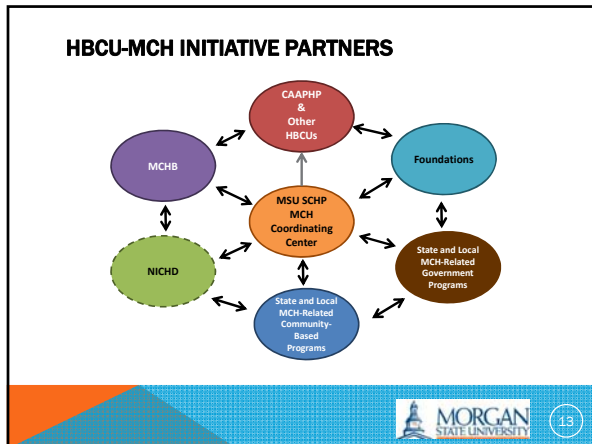 HBCU-MCH INITIATIVE PARTNERS
CAAPHP
&
Other
HBCUs
MCHB
Foundations
MSU SCHP
MCH
Coordinating
Center
NICHD
State and Local
MCH-Related
Government
Programs
State and Local
MCH-Related
Community-
Based
Programs
MORGAN
STATE UNIVERSITY
13